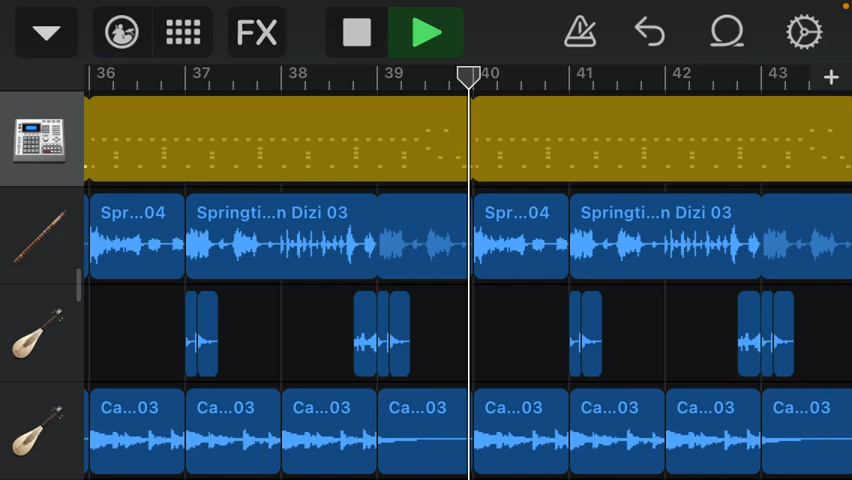 FX
36 37 38 39 40 41 42 43 +
Spr...04 Springti...n Dizi 03 Spr...04 Springti...n Dizi 03
Ca...03 Ca...03 Ca...03 Ca...03 Ca...03 Ca...03 Ca...03 Ca...03